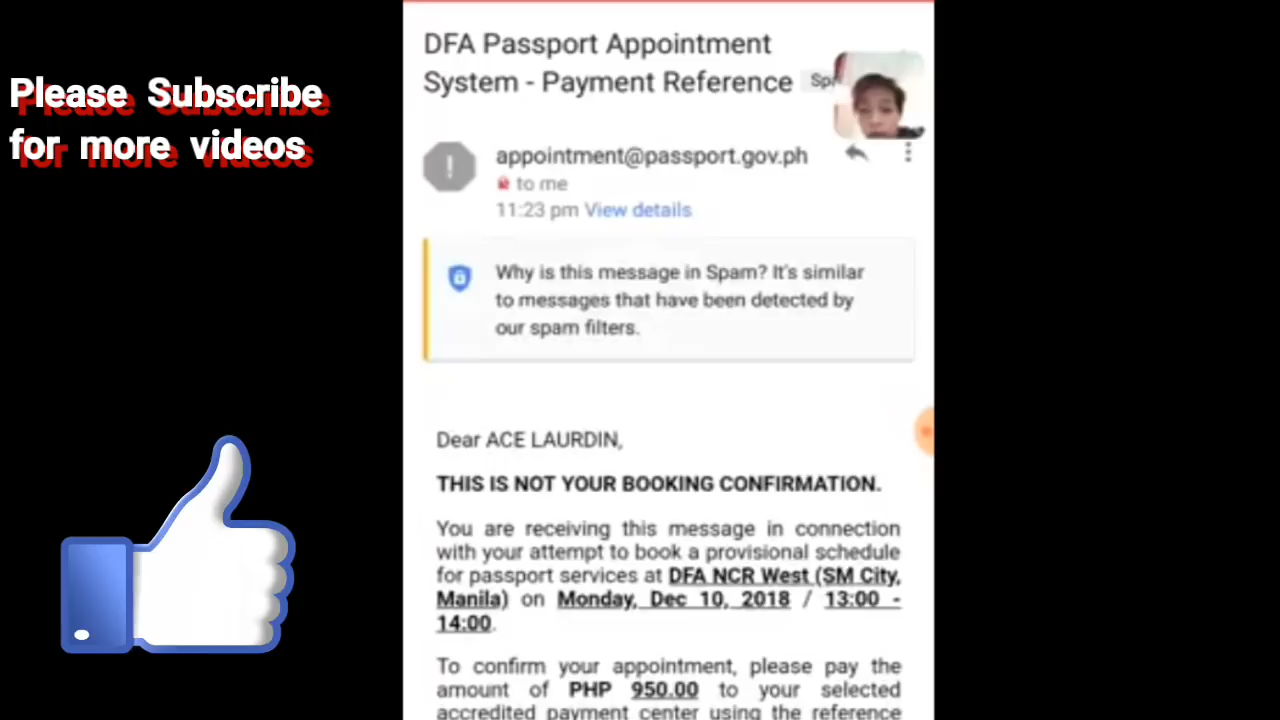 Please Subscribe
for more videos
DFA Passport Appointment
System - Payment Reference
appointment@passport.gov.ph
to me
11:23 pm View details
Why is this message in Spam? It's similar
to messages that have been detected by
our spam filters.
Dear ACE LAURDIN,
THIS IS NOT YOUR BOOKING CONFIRMATION.
You are receiving this message in connection
with your attempt to book a provisional schedule
for passport services at DFA NCR West (SM City,
Manila) on Monday, Dec 10, 2018 / 13:00 -
14:00.
To confirm your appointment, please pay the
amount of PHP 950.00 to your selected
accredited payment center using the reference